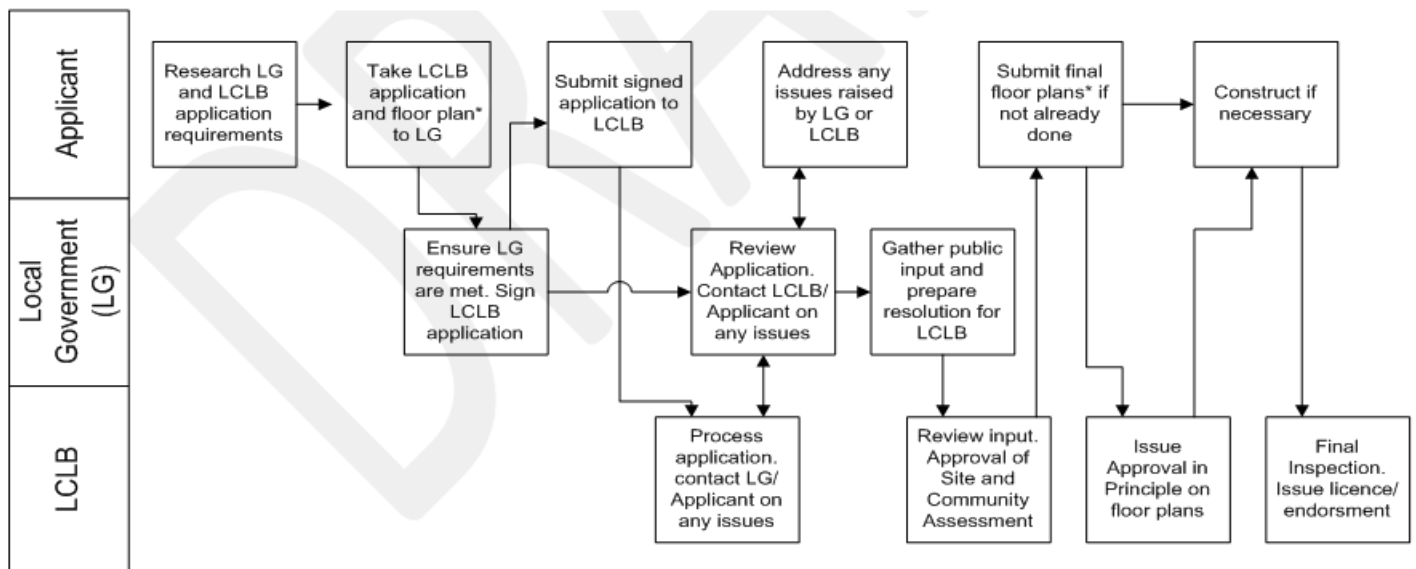 Applicant
Research LG
and LCLB
application
requirements
Take LCLB
application
and floor plan*
to LG
Submit signed
application to
LCLB
Address any
issues raised
by LG or
LCLB
Submit final
floor plans* if
not already
done
Construct if
necessary
Local
Government
(LG)
Ensure LG
requirements
are met. Sign
LCLB
application
Review
Application.
Contact LCLB/
Applicant on
any issues
Gather public
input and
prepare
resolution for
LCLB
LCLB
Process
application.
contact LG/
Applicant on
any issues
Review input.
Approval of
Site and
Community
Assessment
Issue
Approval in
Principle on
floor plans
Final
Inspection.
Issue licence/
endorsment
DRA